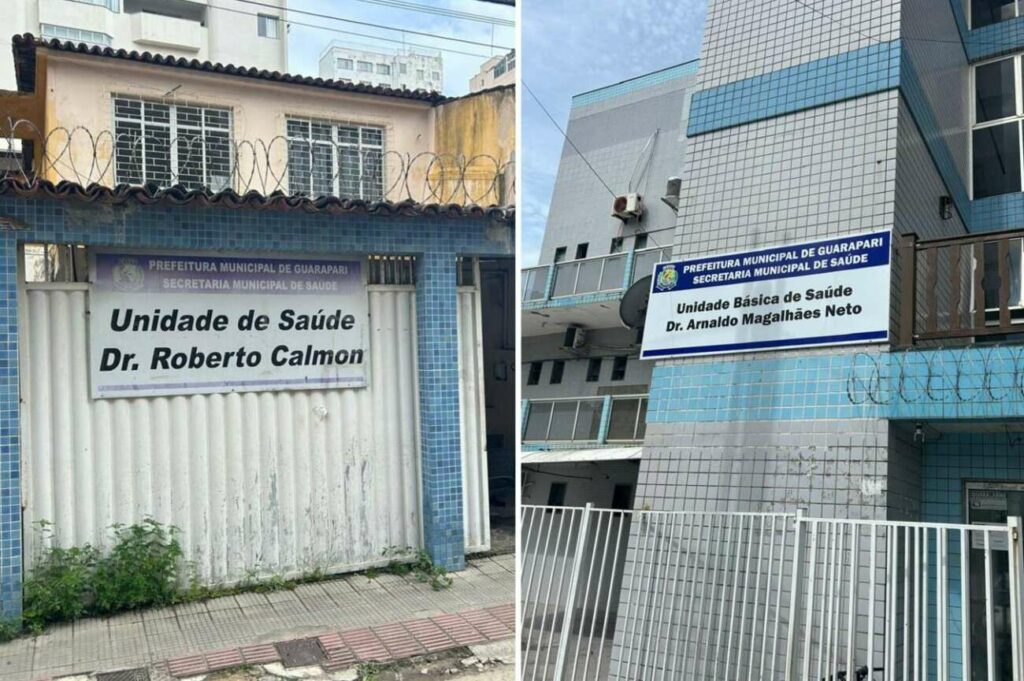 PREFEITURA MUNICIPAL DE GUARAPARI
SECRETARIA MUNICIPAL DE SAÚDE
Unidade de Saúde
Dr. Roberto Calmon
PREFEITURA MUNICIPAL DE GUARAPARI
SECRETARIA MUNICIPAL DE SAÚDE
Unidade Básica de Saúde
Dr. Arnaldo Magalhães Neto